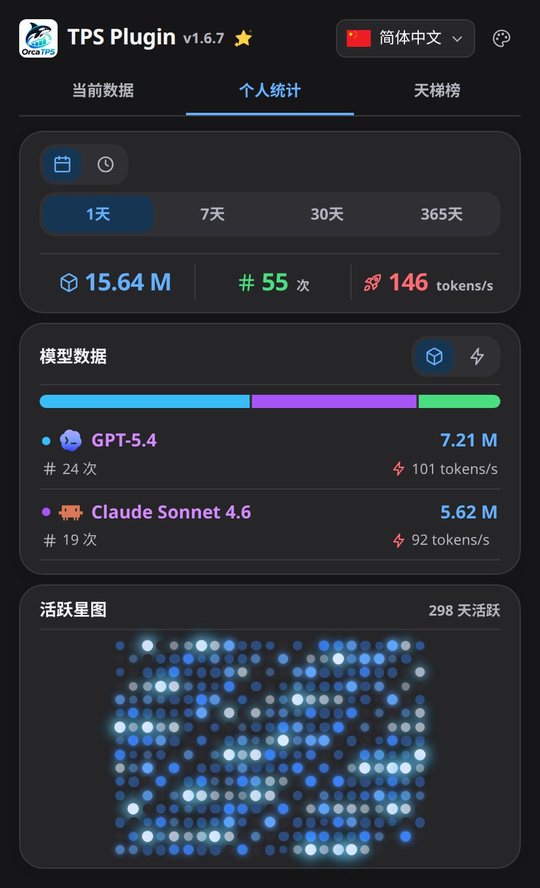 OrcaTPS
TPS Plugin v1.6.7
简体中文
当前数据 个人统计 天梯榜
1天 7天 30天 365天
15.64 M # 55 次 146 tokens/s
模型数据
GPT-5.4 7.21 M
# 24 次 101 tokens/s
Claude Sonnet 4.6 5.62 M
# 19 次 92 tokens/s
活跃星图 298 天活跃